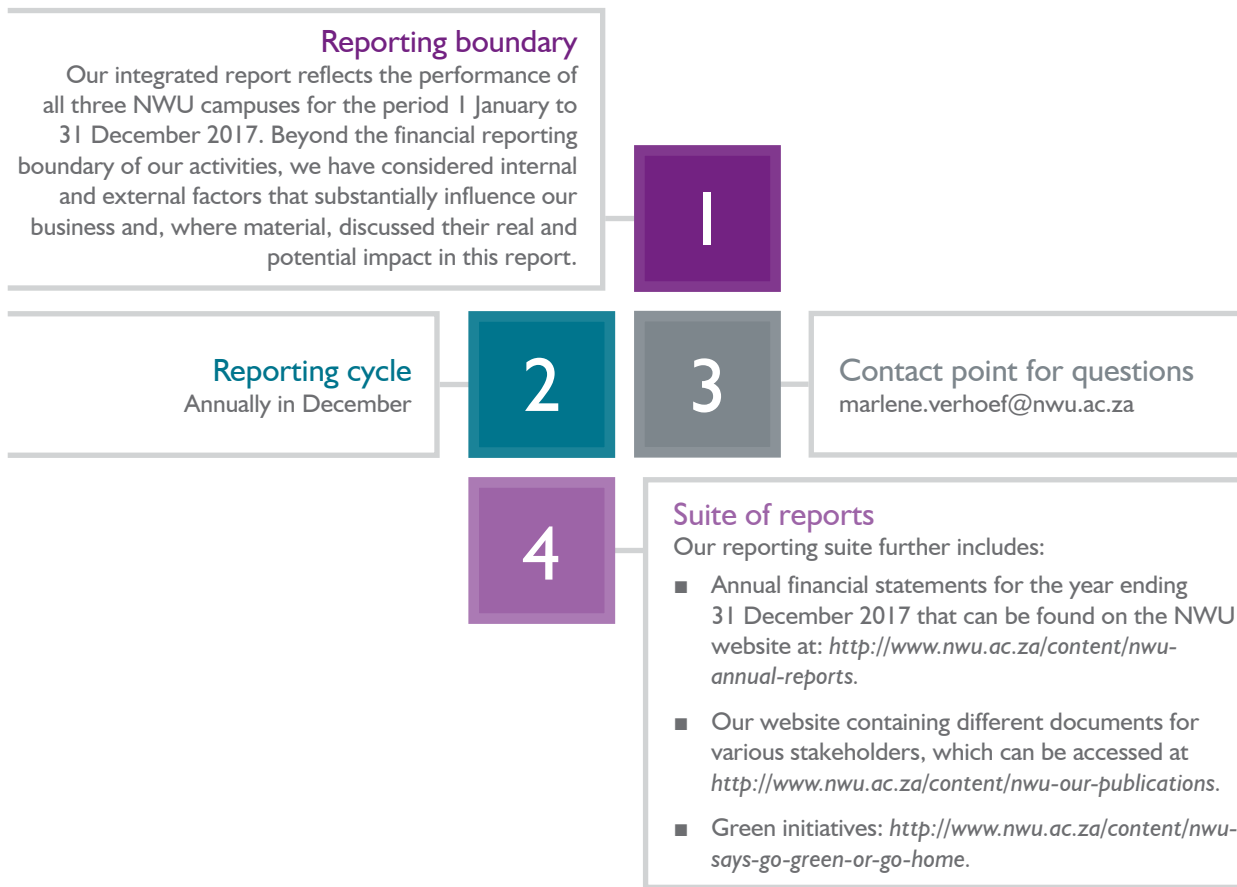 Reporting boundary
Our integrated report reflects the performance of
all three NWU campuses for the period 1 January to
31 December 2017. Beyond the financial reporting
boundary of our activities, we have considered internal
and external factors that substantially influence our
business and, where material, discussed their real and
potential impact in this report.
1
Reporting cycle
Annually in December
2
3
Contact point for questions
marlene.verhoef@nwu.ac.za
4
Suite of reports
Our reporting suite further includes:
■ Annual financial statements for the year ending
31 December 2017 that can be found on the NWU
website at: http://www.nwu.ac.za/content/nwu-
annual-reports.
■ Our website containing different documents for
various stakeholders, which can be accessed at
http://www.nwu.ac.za/content/nwu-our-publications.
■ Green initiatives: http://www.nwu.ac.za/content/nwu-
says-go-green-or-go-home.